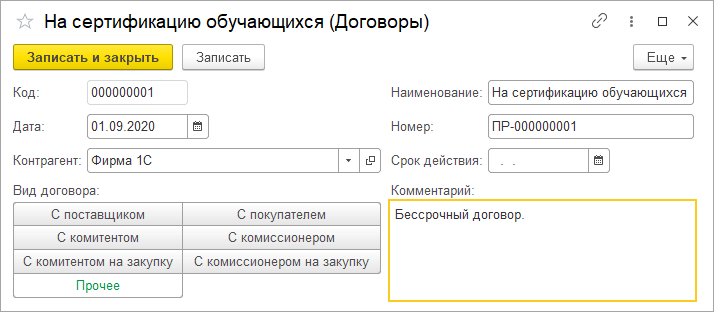 На сертификацию обучающихся (Договоры)
Записать и закрыть Записать Еще
Код: 000000001 Наименование: На сертификацию обучающихся
Дата: 01.09.2020 Номер: ПР-000000001
Контрагент: Фирма 1С Срок действия: . .
Вид договора: Комментарий:
С поставщиком С покупателем Бессрочный договор.
С комитентом С комиссионером
С комитентом на закупку С комиссионером на закупку
Прочее